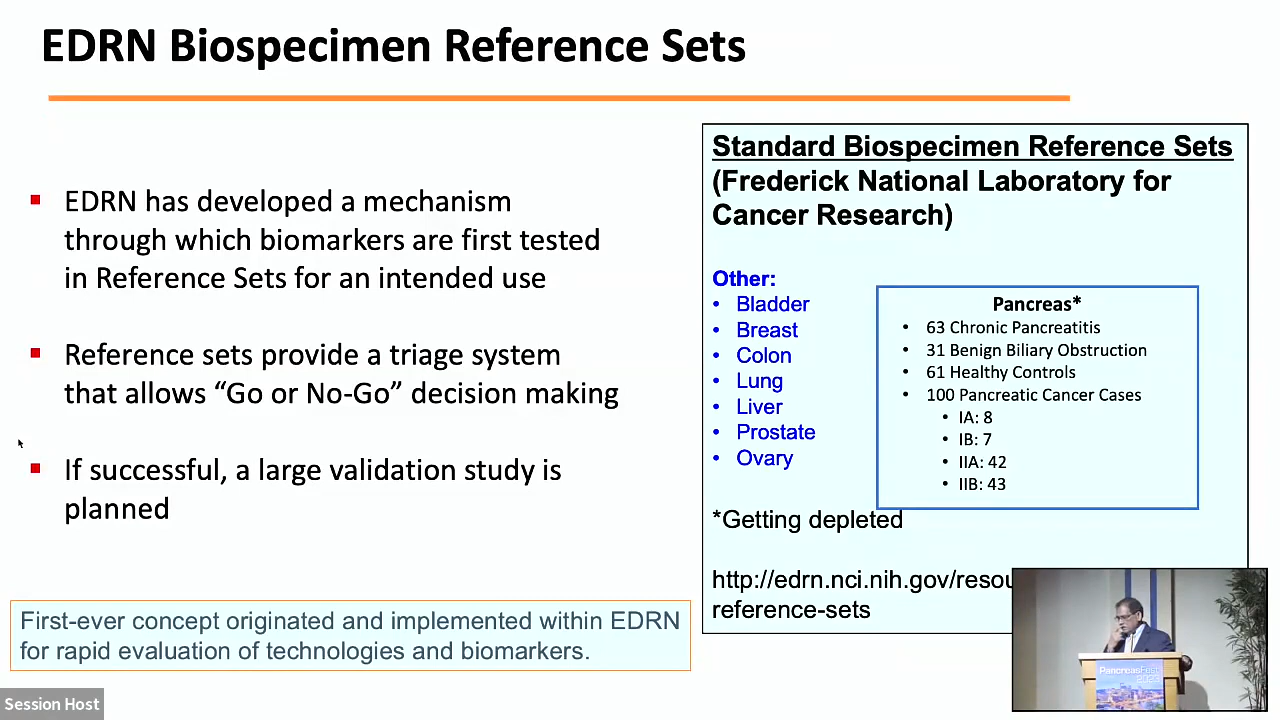 EDRN Biospecimen Reference Sets
EDRN has developed a mechanism
through which biomarkers are first tested
in Reference Sets for an intended use
Reference sets provide a triage system
that allows “Go or No-Go” decision making
If successful, a large validation study is
planned
First-ever concept originated and implemented within EDRN
for rapid evaluation of technologies and biomarkers.
Standard Biospecimen Reference Sets
(Frederick National Laboratory for
Cancer Research)
Other:
Bladder
Breast
Colon
Lung
Liver
Prostate
Ovary
Pancreas*
63 Chronic Pancreatitis
31 Benign Biliary Obstruction
61 Healthy Controls
100 Pancreatic Cancer Cases
IA: 8
IB: 7
IIA: 42
IIB: 43
*Getting depleted
http://edrn.nci.nih.gov/resou
reference-sets
PancreasFest
2023
Session Host